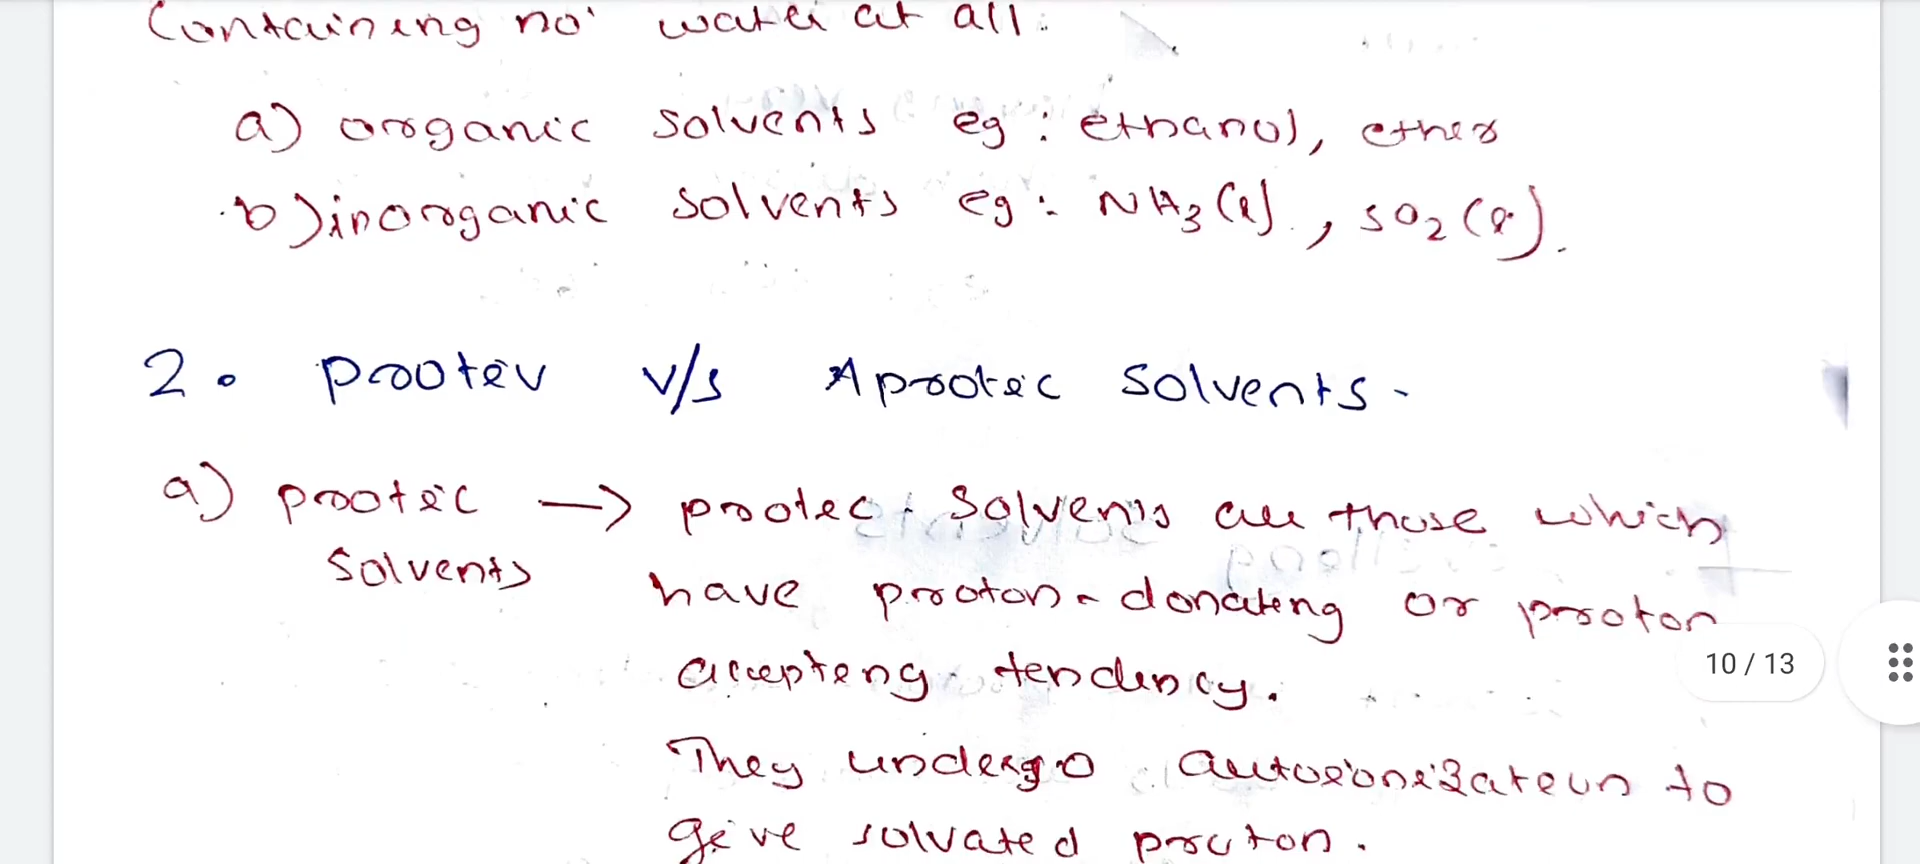 Containing no water at all.
a) organic solvents eg: ethanol, ether
b) inorganic solvents eg: NH3(l), SO2(l).
2. protic v/s Aprotic solvents.
a) protic solvents → protic solvents are those which
have proton-donating or proton
accepting tendency.
They undergo autoionization to
give solvated proton.
10 / 13